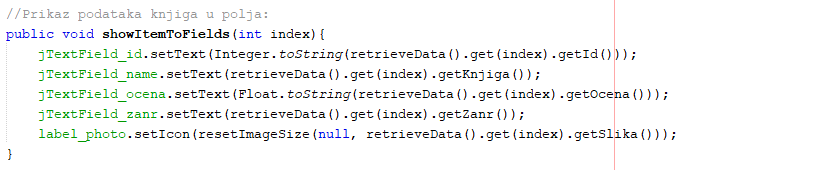 //Prikaz podataka knjiga u polja:
public void showItemToFields(int index){
jTextField_id.setText(Integer.toString(retrieveData().get(index).getId()));
jTextField_name.setText(retrieveData().get(index).getKnjiga());
jTextField_ocena.setText(Float.toString(retrieveData().get(index).getOcena()));
jTextField_zanr.setText(retrieveData().get(index).getZanr());
label_photo.setIcon(resetImageSize(null, retrieveData().get(index).getSlika()));
}